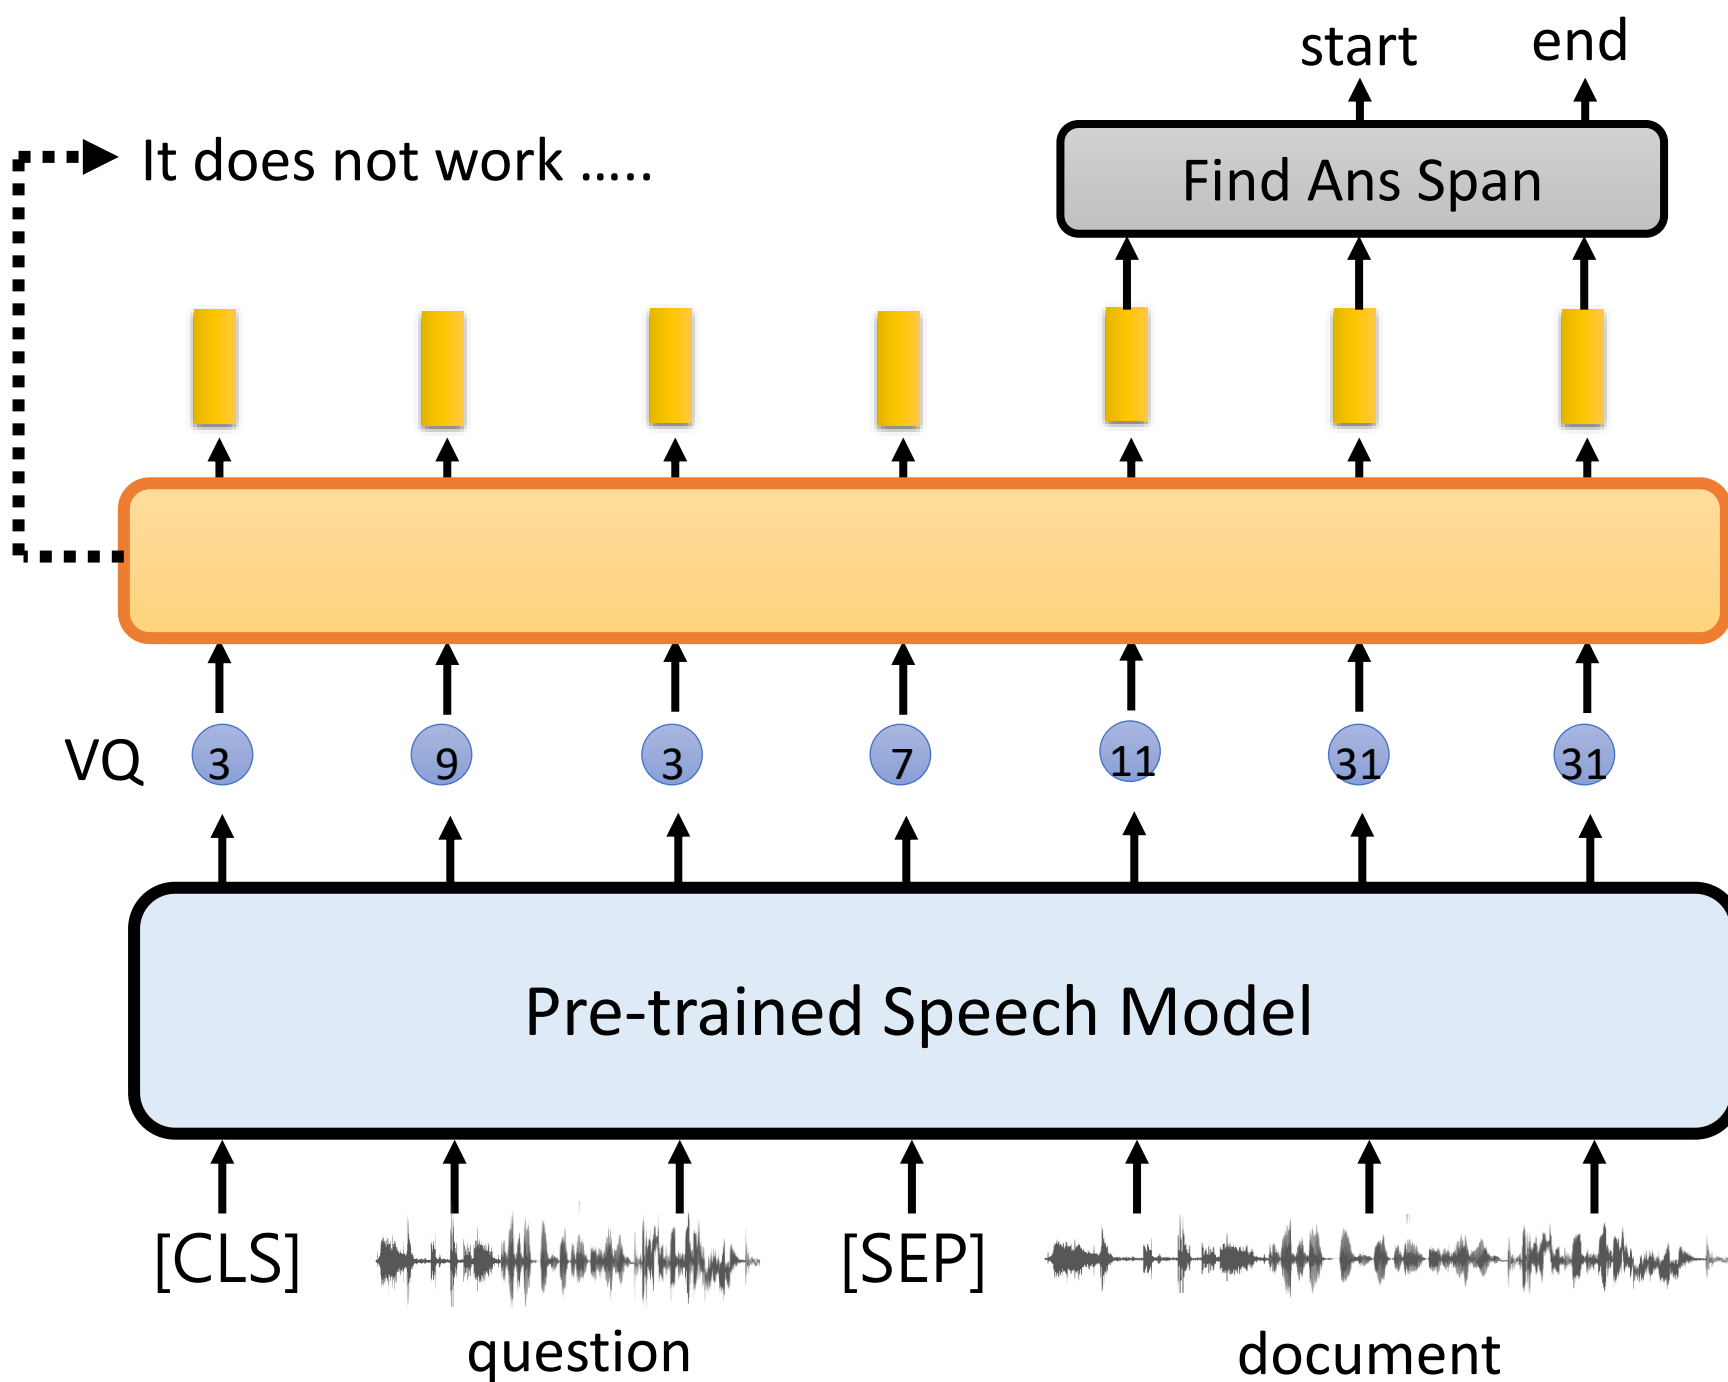 start end
It does not work .....
Find Ans Span
VQ 3 9 3 7 11 31 31
Pre-trained Speech Model
[CLS] [SEP]
question document